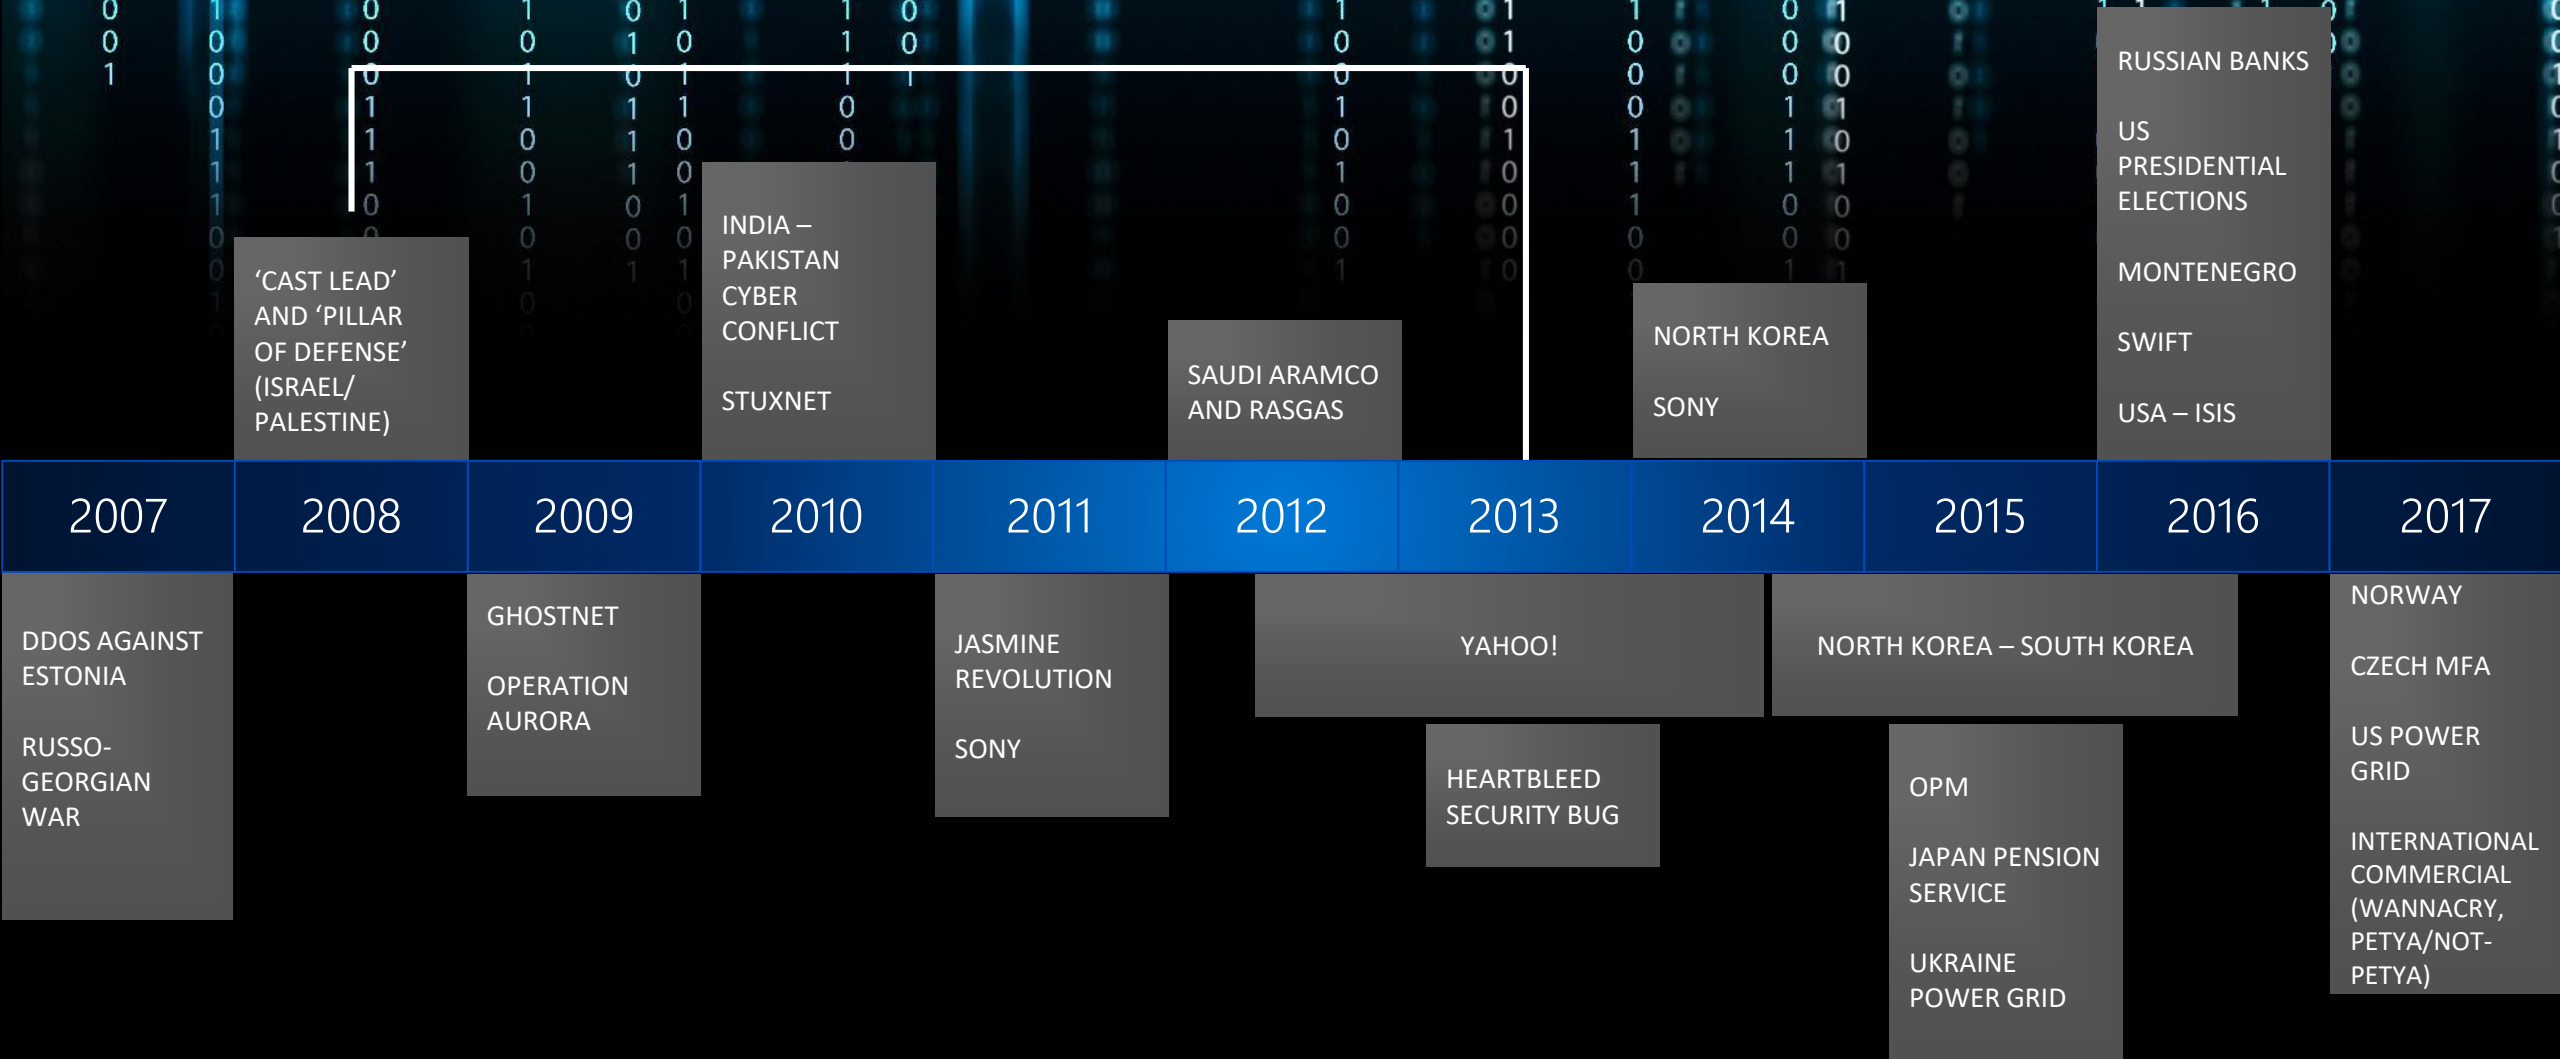 RUSSIAN BANKS
US
PRESIDENTIAL
ELECTIONS
MONTENEGRO
SWIFT
USA – ISIS
INDIA –
PAKISTAN
CYBER
CONFLICT
STUXNET
‘CAST LEAD’
AND ‘PILLAR
OF DEFENSE’
(ISRAEL/
PALESTINE)
SAUDI ARAMCO
AND RASGAS
NORTH KOREA
SONY
2007 2008 2009 2010 2011 2012 2013 2014 2015 2016 2017
DDOS AGAINST
ESTONIA
RUSSO-
GEORGIAN
WAR
GHOSTNET
OPERATION
AURORA
JASMINE
REVOLUTION
SONY
YAHOO!
HEARTBLEED
SECURITY BUG
NORTH KOREA – SOUTH KOREA
OPM
JAPAN PENSION
SERVICE
UKRAINE
POWER GRID
NORWAY
CZECH MFA
US POWER
GRID
INTERNATIONAL
COMMERCIAL
(WANNACRY,
PETYA/NOT-
PETYA)